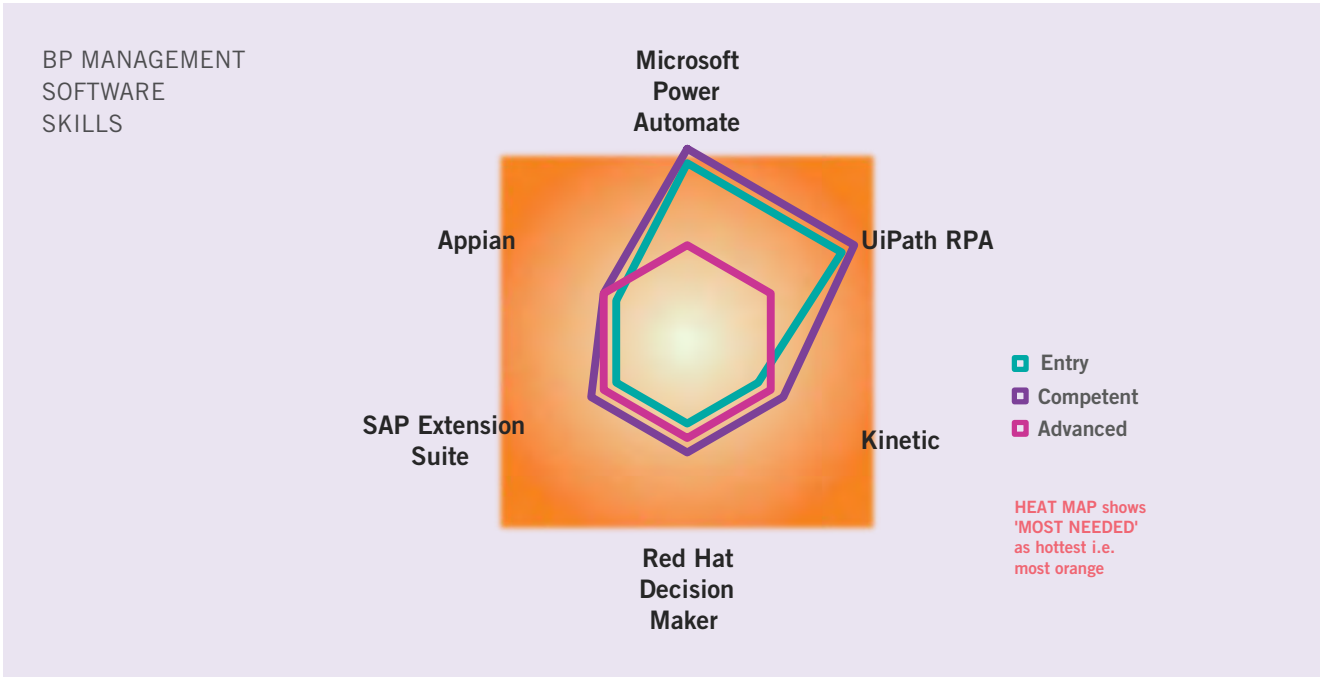 BP MANAGEMENT
SOFTWARE
SKILLS
Microsoft
Power
Automate
Appian
UiPath RPA
SAP Extension
Suite
Kinetic
Red Hat
Decision
Maker
Entry
Competent
Advanced
HEAT MAP shows
'MOST NEEDED'
as hottest i.e.
most orange